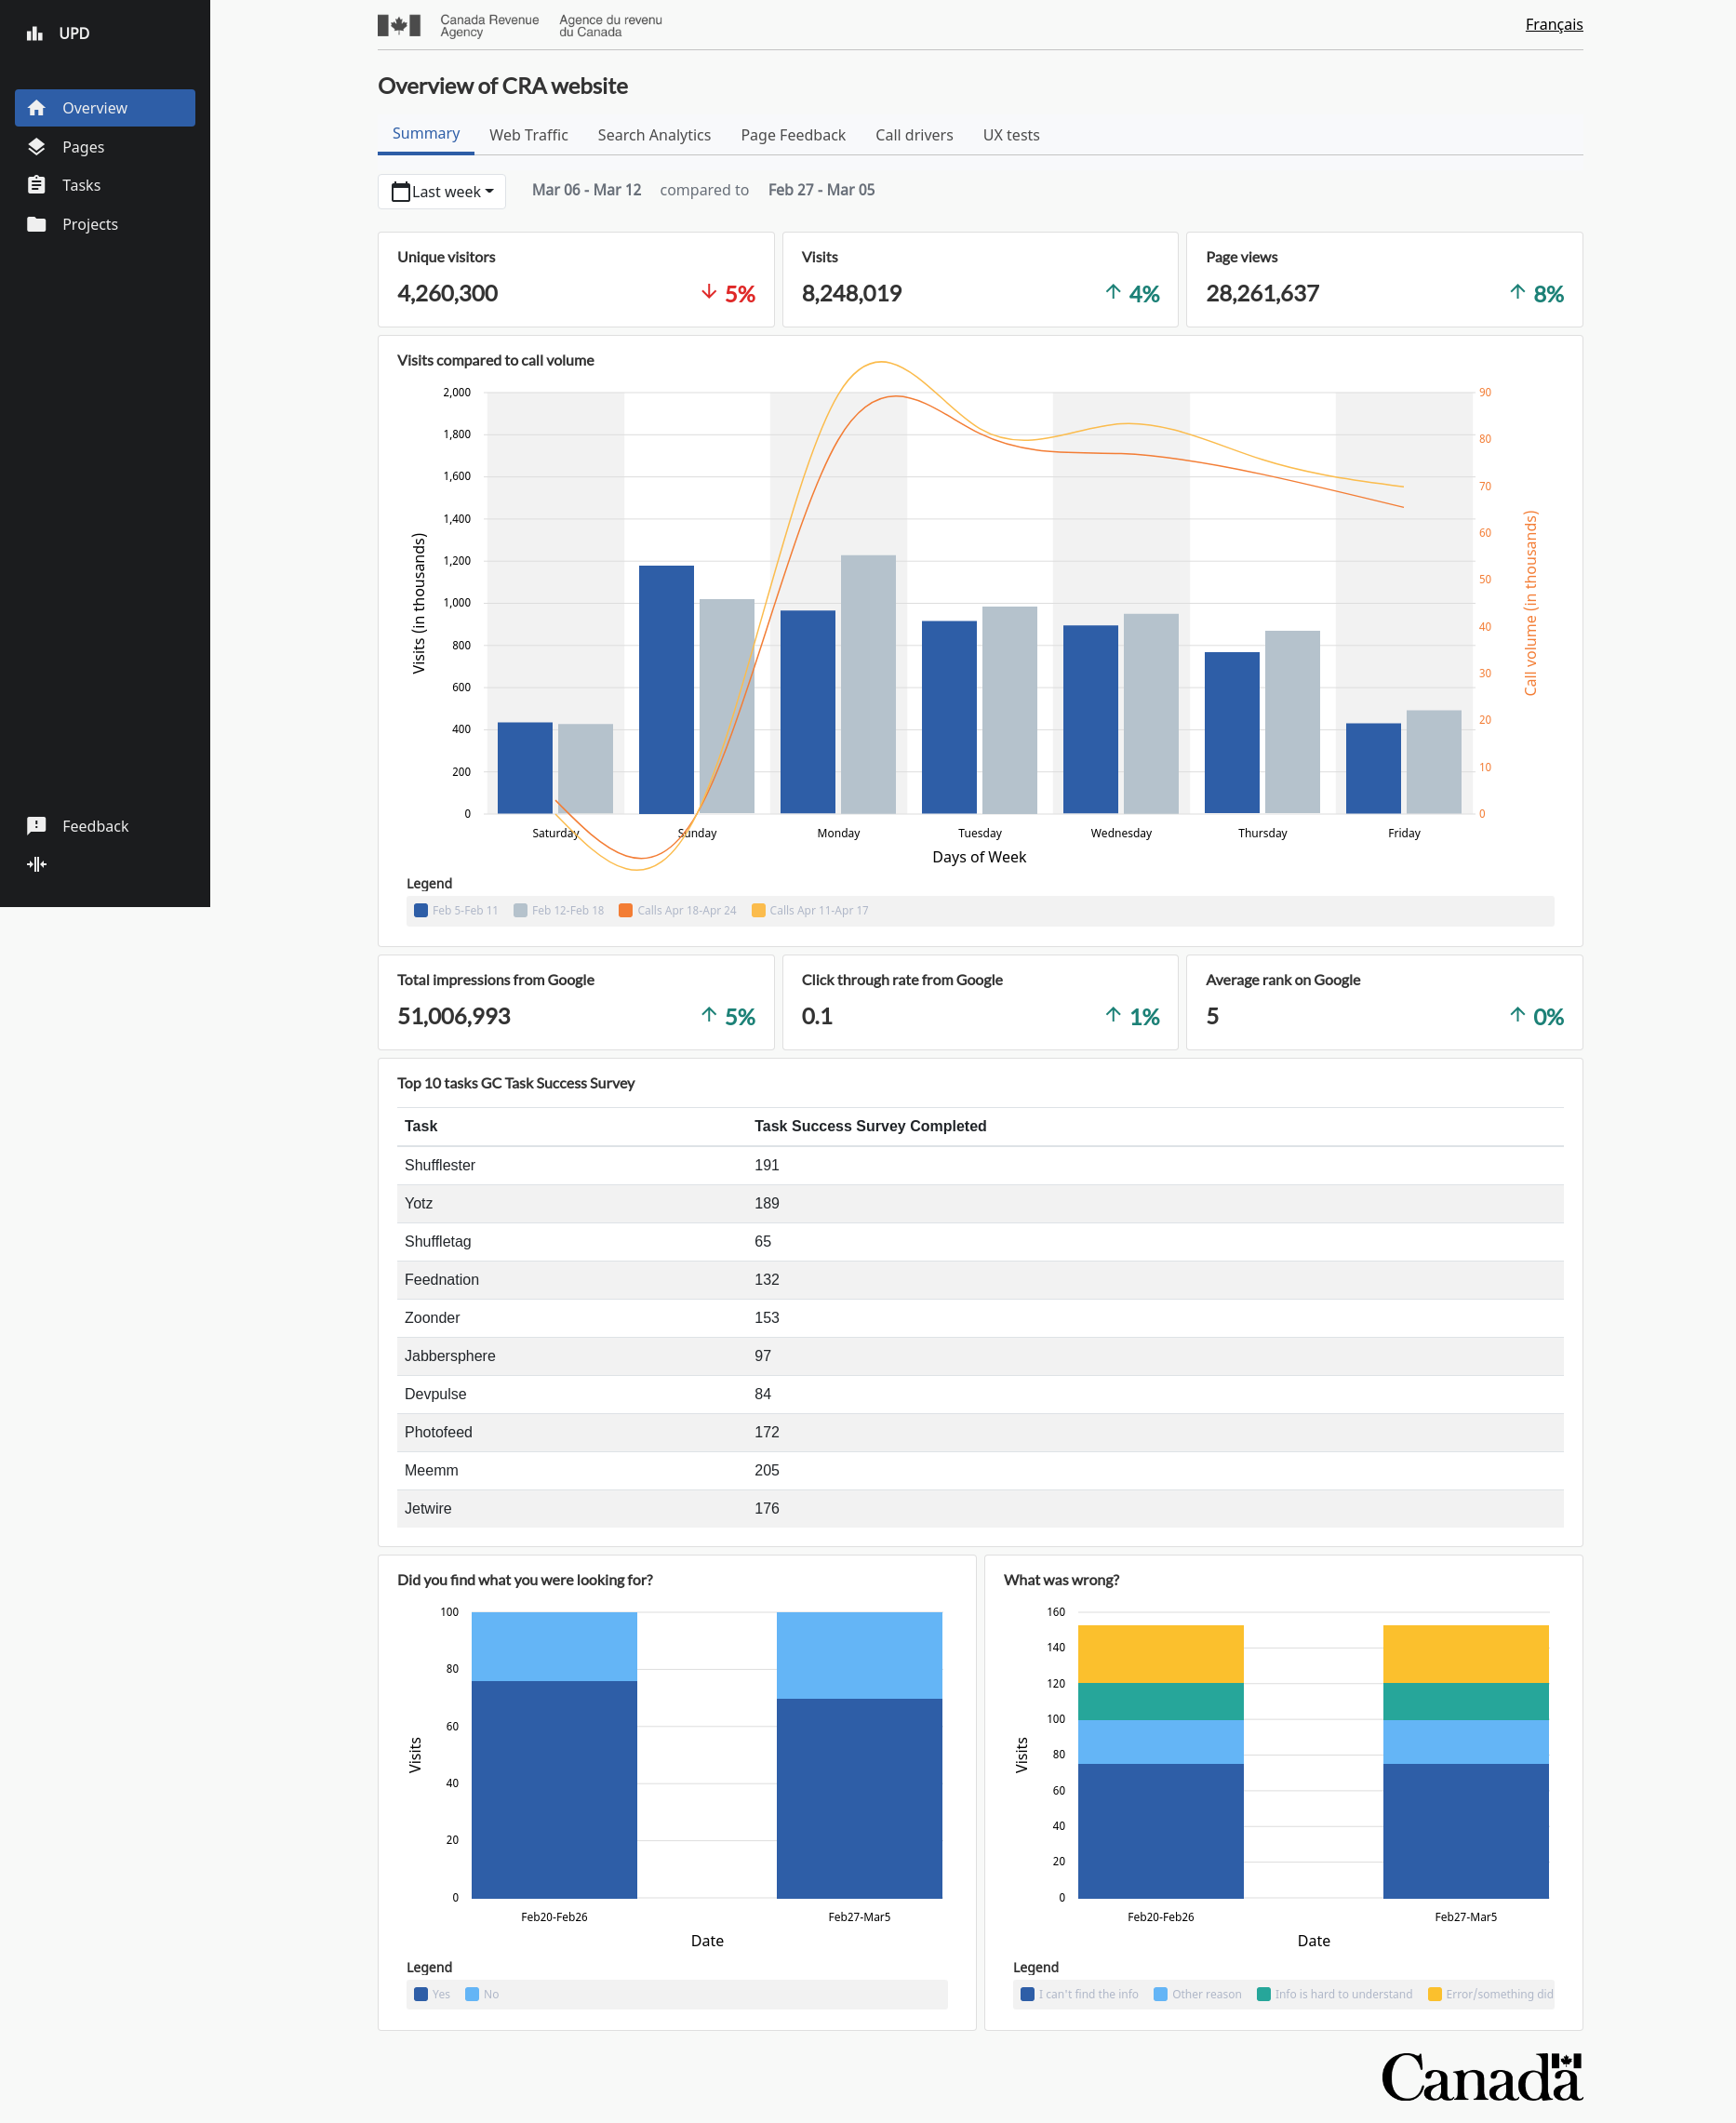 UPD
Overview
Pages
Tasks
Projects
Feedback
Canada Revenue Agency
Agence du revenu du Canada
Français
Overview of CRA website
Summary Web Traffic Search Analytics Page Feedback Call drivers UX tests
Last week Mar 06 - Mar 12 compared to Feb 27 - Mar 05
Unique visitors
4,260,300 5%
Visits
8,248,019 4%
Page views
28,261,637 8%
Visits compared to call volume
Visits (in thousands)
2,000
1,800
1,600
1,400
1,200
1,000
800
600
400
200
0
90
80
70
60
50
40
30
20
10
0
Call volume (in thousands)
Saturday Sunday Monday Tuesday Wednesday Thursday Friday
Days of Week
Legend
Feb 5-Feb 11 Feb 12-Feb 18 Calls Apr 18-Apr 24 Calls Apr 11-Apr 17
Total impressions from Google
51,006,993 5%
Click through rate from Google
0.1 1%
Average rank on Google
5 0%
Top 10 tasks GC Task Success Survey
Task Task Success Survey Completed
Shufflester 191
Yotz 189
Shuffletag 65
Feednation 132
Zoonder 153
Jabbersphere 97
Devpulse 84
Photofeed 172
Meemm 205
Jetwire 176
Did you find what you were looking for?
Visits
100
80
60
40
20
0
Feb20-Feb26 Feb27-Mar5
Date
Legend
Yes No
What was wrong?
Visits
160
140
120
100
80
60
40
20
0
Feb20-Feb26 Feb27-Mar5
Date
Legend
I can't find the info Other reason Info is hard to understand Error/something did
Canada